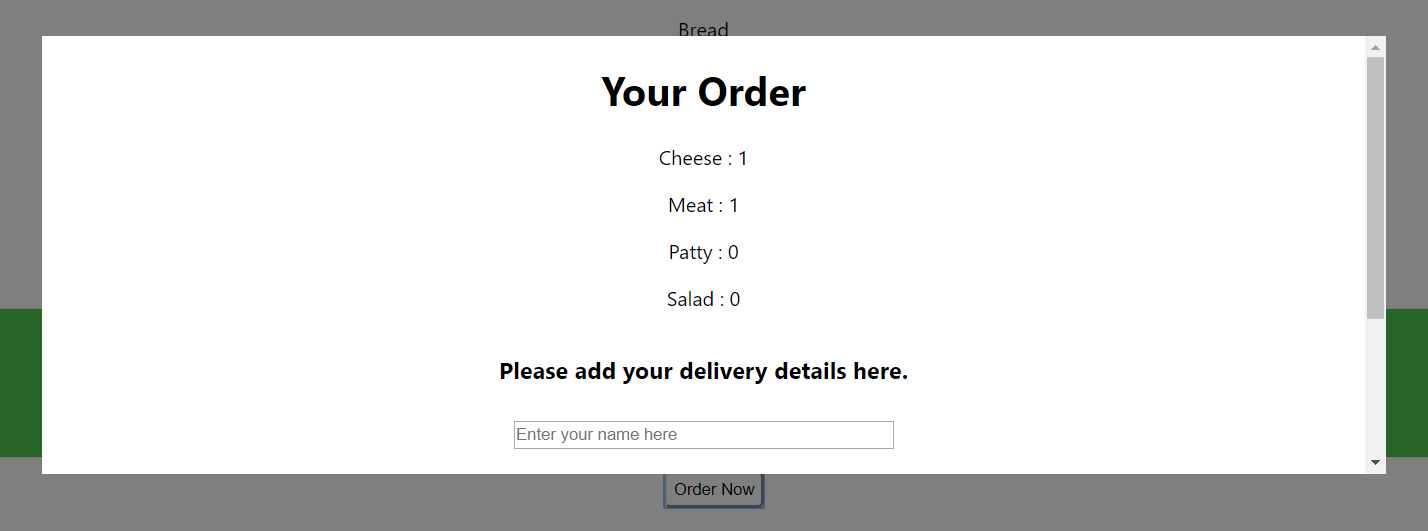 Bread
Your Order
Cheese : 1
Meat : 1
Patty : 0
Salad : 0
Please add your delivery details here.
Enter your name here
Order Now